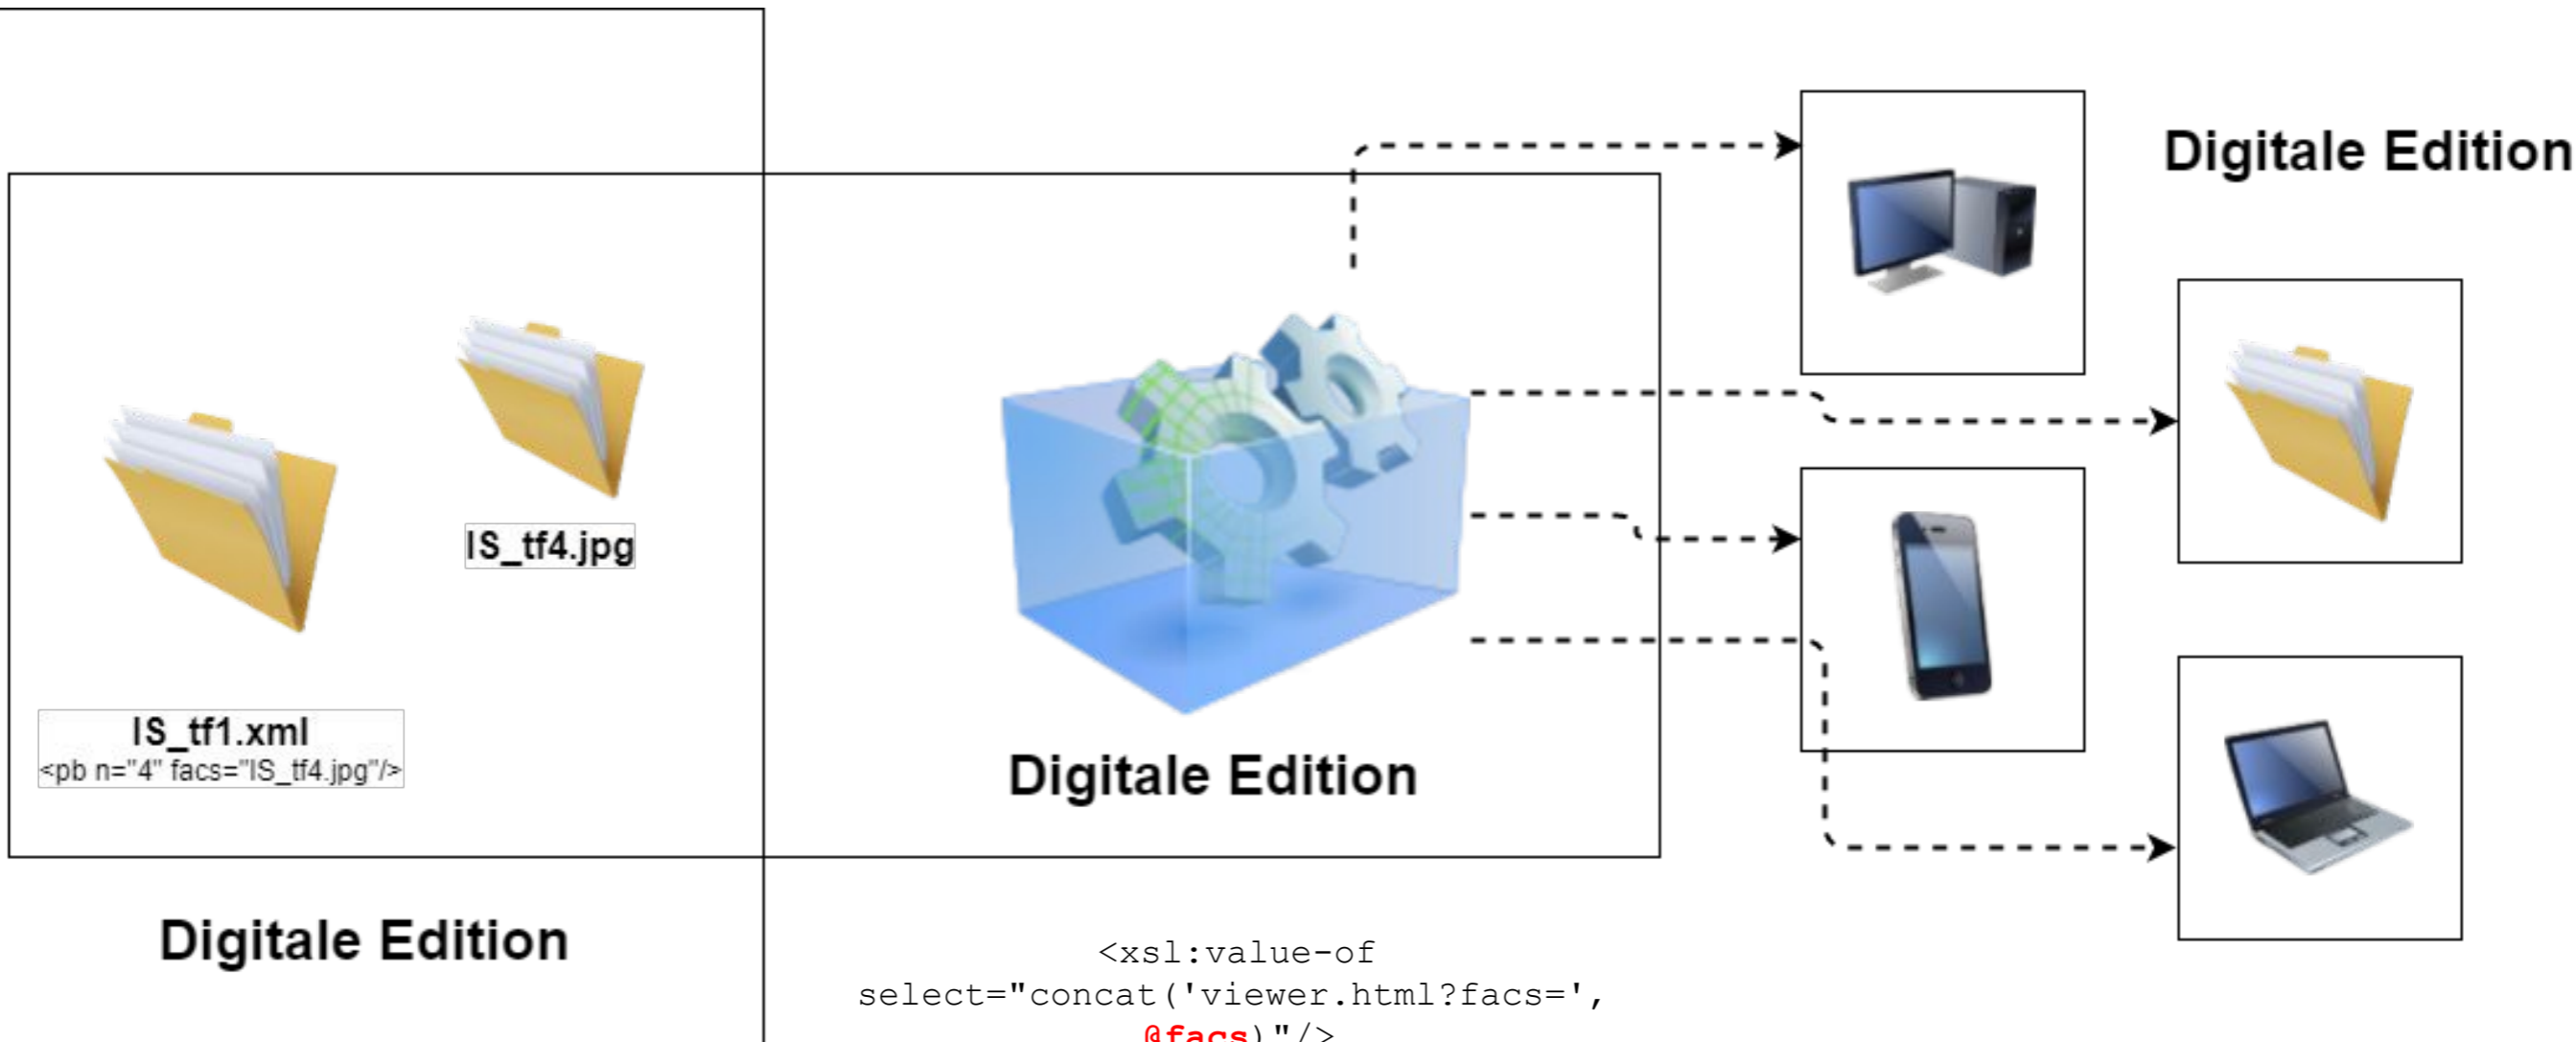 Digitale Edition
IS_tf4.jpg
IS_tf1.xml
<pb n="4" facs="IS_tf4.jpg"/>
Digitale Edition
Digitale Edition
<xsl:value-of
select="concat('viewer.html?facs=',
@facs)"/>